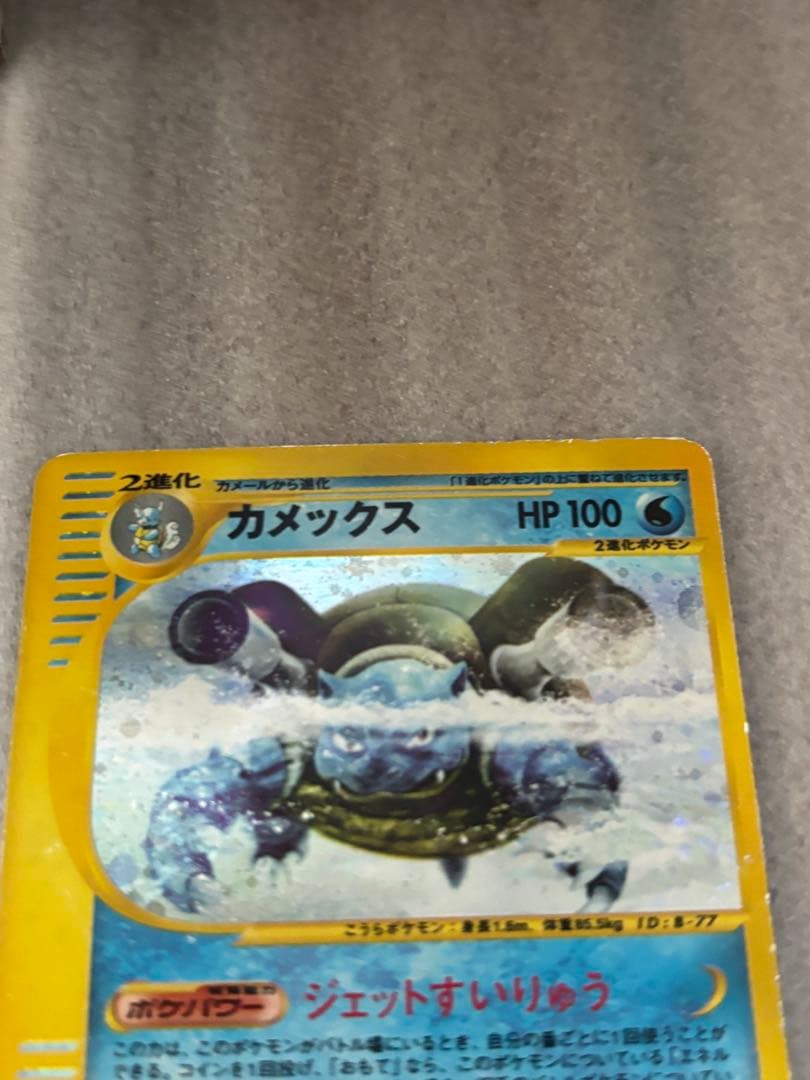 2進化
カメールから進化
「1進化ポケモン」の上に重ねて進化させます。
カメックス
HP 100
2進化ポケモン
こうらポケモン：身長1.6m、体重85.5kg ID:B-77
特殊能力
ポケパワー
ジェットすいりゅう
この力は、このポケモンがバトル場にいるとき、自分の番ごとに1回使うことが
できる。コインを1回投げ、「おもて」なら、このポケモンについている「エネル